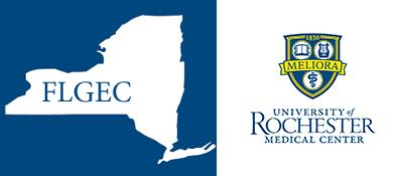 FLGEC
1850
MELIORA
UNIVERSITY of
ROCHESTER
MEDICAL CENTER